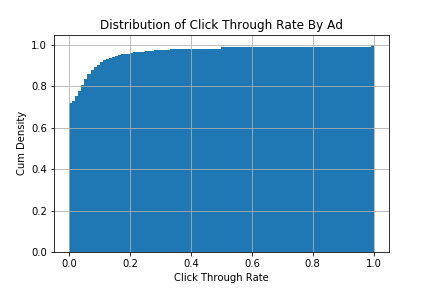 Distribution of Click Through Rate By Ad
1.0
0.8
0.6
0.4
0.2
0.0
Cum Density
0.0 0.2 0.4 0.6 0.8 1.0
Click Through Rate